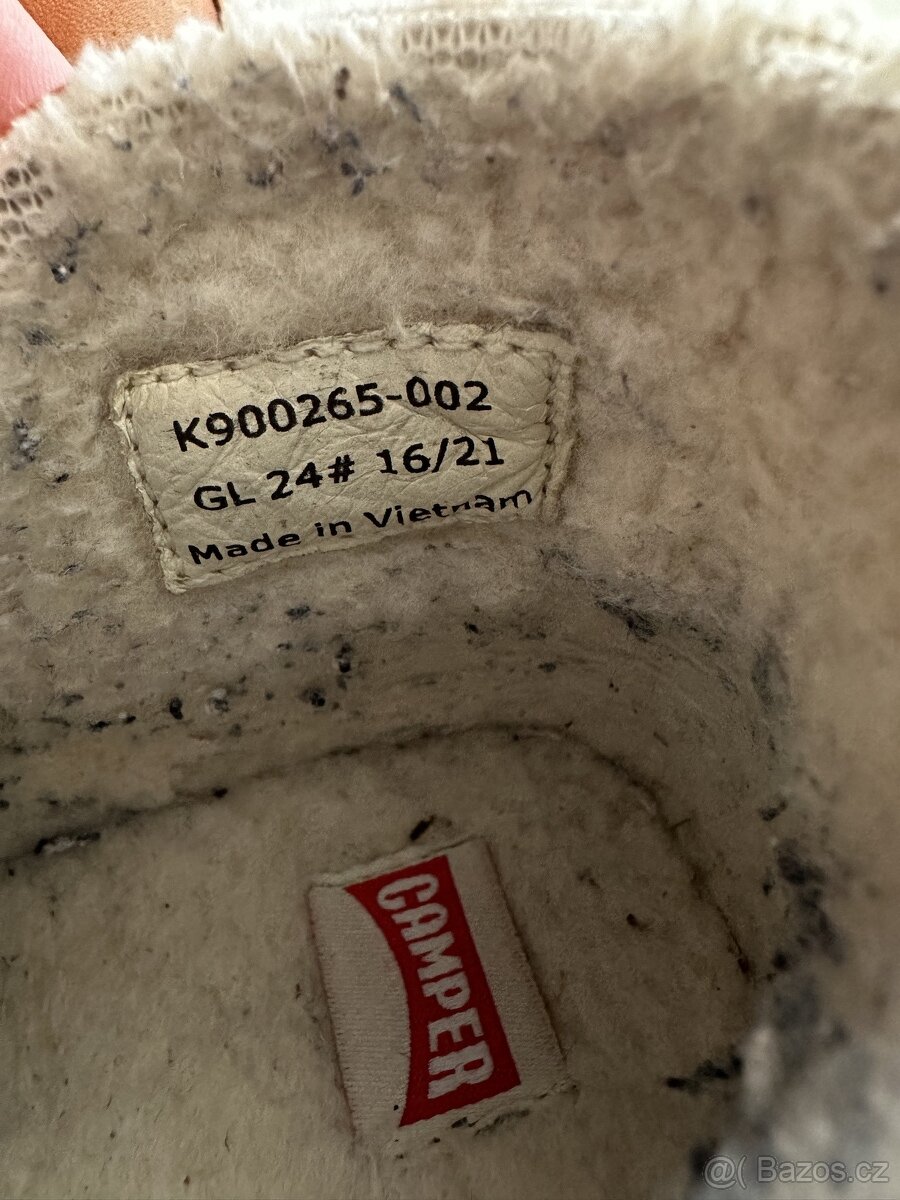 K900265-002
GL 24# 16/21
Made in Vietnam
CAMPER
@( Bazos.cz